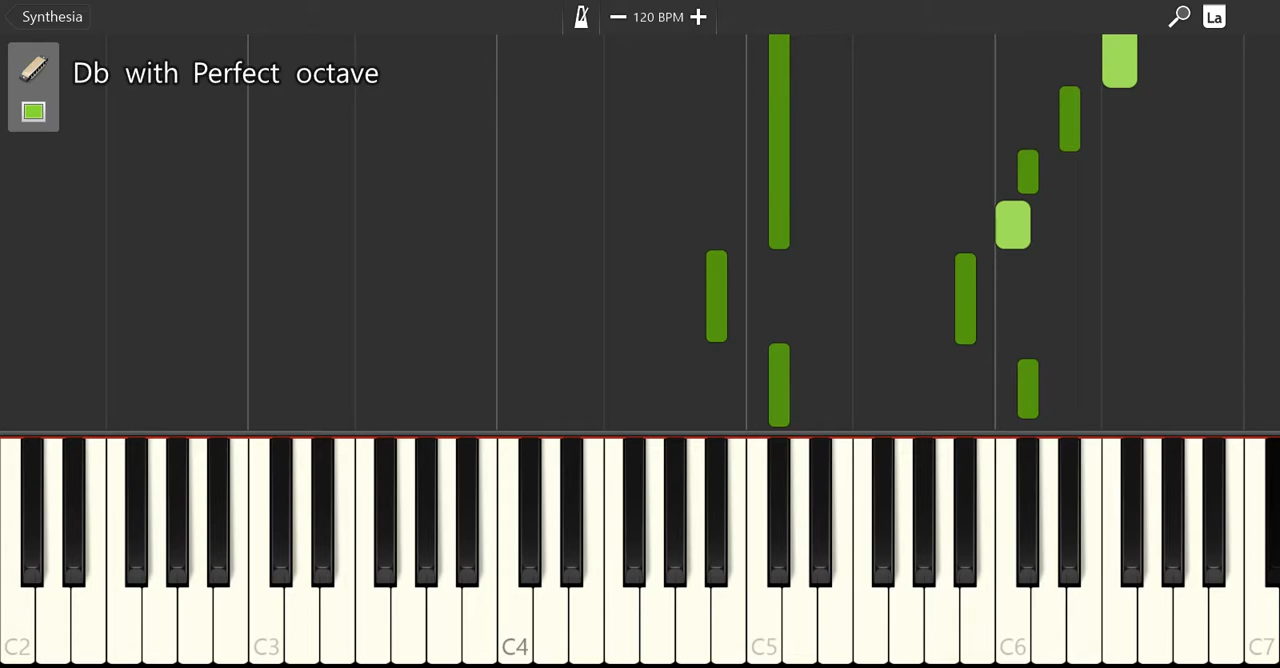 Synthesia
120 BPM
La
Db with Perfect octave
C2
C3
C4
C5
C6
C7